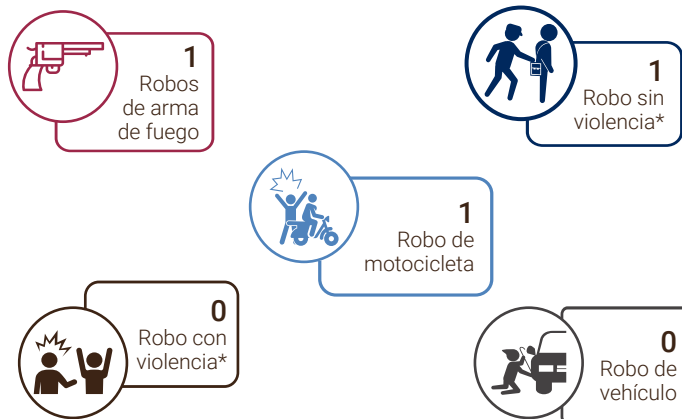 1
Robos
de arma
de fuego
1
Robo sin
violencia*
1
Robo de
motocicleta
0
Robo con
violencia*
0
Robo de
vehículo